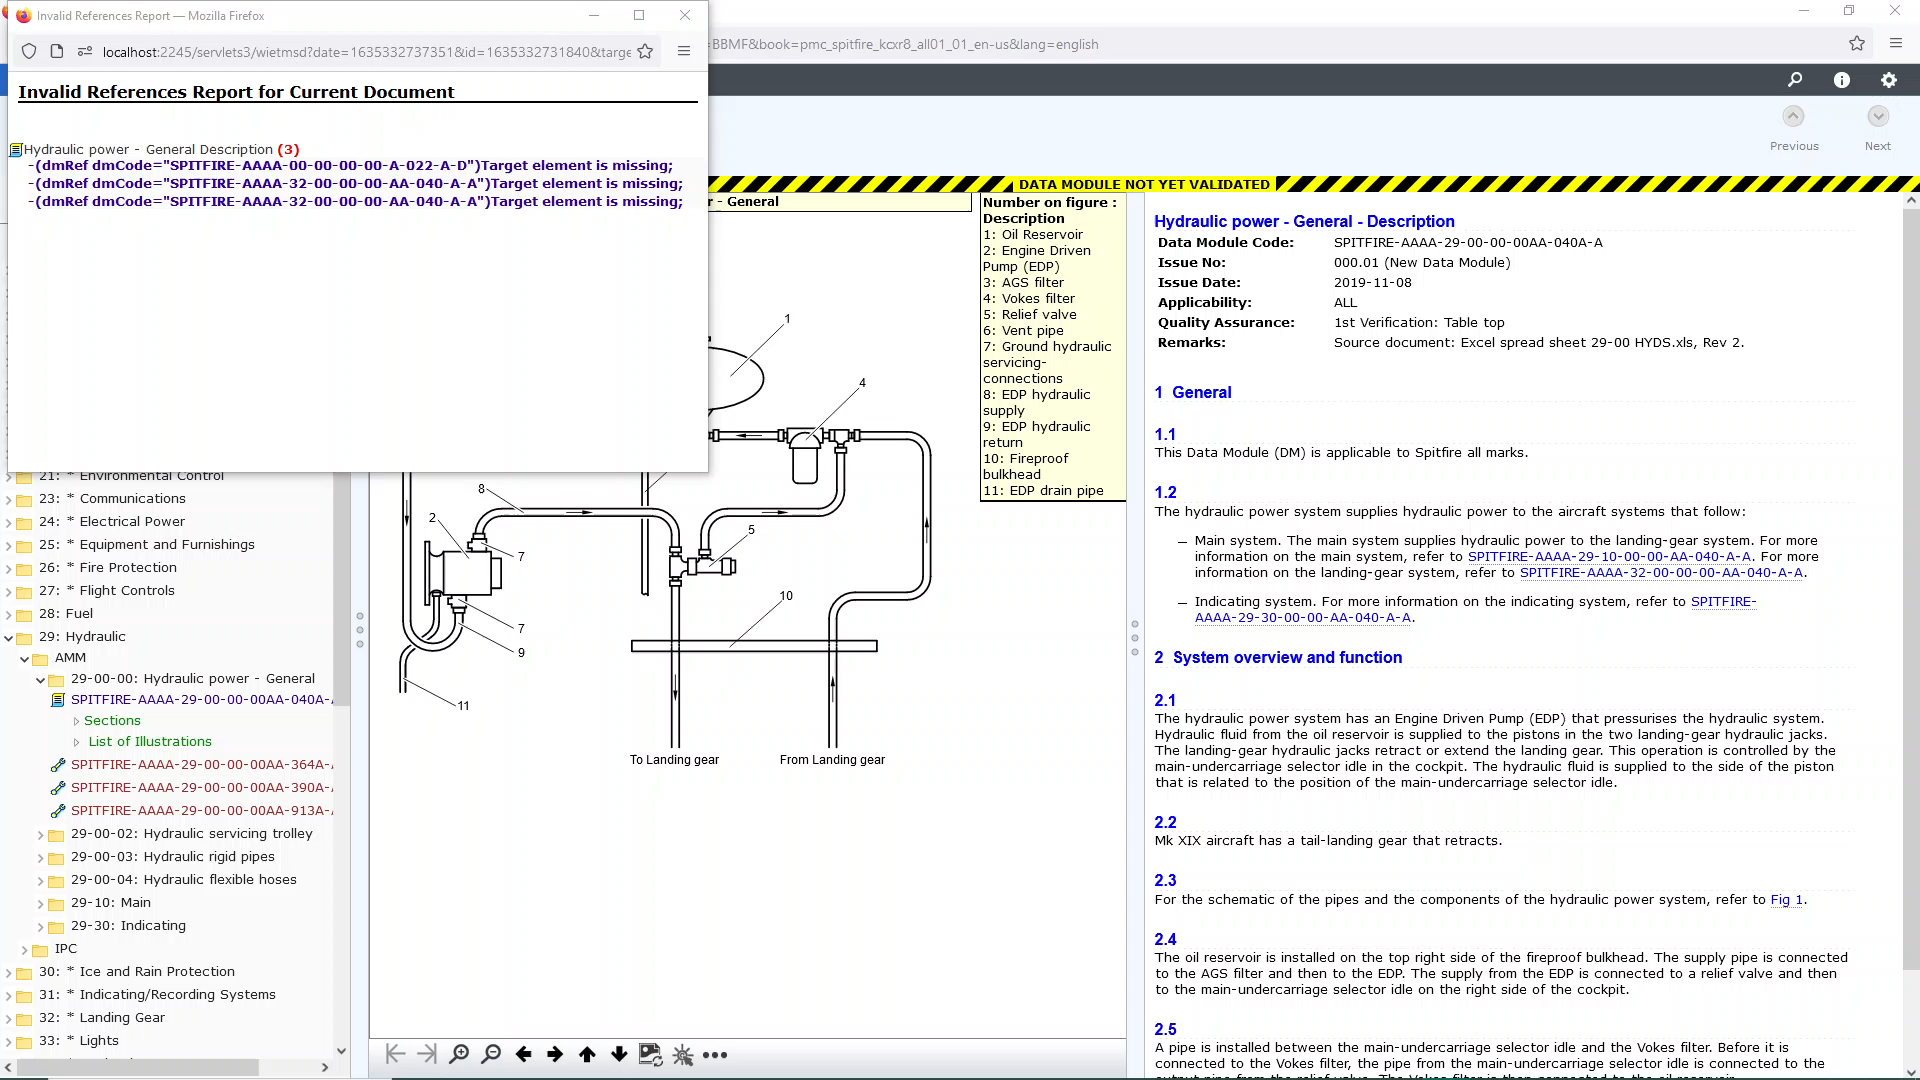 Invalid References Report — Mozilla Firefox
localhost:2245/servlets3/wietmsd?date=1635332737351&id=1635332731840&targe
=BBMF&book=pmc_spitfire_kcxr8_all01_01_en-us&lang=english
Invalid References Report for Current Document
Hydraulic power - General Description (3)
-(dmRef dmCode="SPITFIRE-AAAA-00-00-00-00-A-022-A-D")Target element is missing;
-(dmRef dmCode="SPITFIRE-AAAA-32-00-00-00-AA-040-A-A")Target element is missing;
-(dmRef dmCode="SPITFIRE-AAAA-32-00-00-00-AA-040-A-A")Target element is missing;
Previous
Next
DATA MODULE NOT YET VALIDATED
21: * Environmental Control
23: * Communications
24: * Electrical Power
25: * Equipment and Furnishings
26: * Fire Protection
27: * Flight Controls
28: Fuel
29: Hydraulic
AMM
29-00-00: Hydraulic power - General
SPITFIRE-AAAA-29-00-00-00AA-040A-
Sections
List of Illustrations
SPITFIRE-AAAA-29-00-00-00AA-364A-
SPITFIRE-AAAA-29-00-00-00AA-390A-
SPITFIRE-AAAA-29-00-00-00AA-913A-
29-00-02: Hydraulic servicing trolley
29-00-03: Hydraulic rigid pipes
29-00-04: Hydraulic flexible hoses
29-10: Main
29-30: Indicating
IPC
30: * Ice and Rain Protection
31: * Indicating/Recording Systems
32: * Landing Gear
33: * Lights
r - General
1
4
8
2
7
5
10
7
9
11
To Landing gear
From Landing gear
Number on figure :
Description
1: Oil Reservoir
2: Engine Driven
Pump (EDP)
3: AGS filter
4: Vokes filter
5: Relief valve
6: Vent pipe
7: Ground hydraulic
servicing-
connections
8: EDP hydraulic
supply
9: EDP hydraulic
return
10: Fireproof
bulkhead
11: EDP drain pipe
Hydraulic power - General - Description
Data Module Code: SPITFIRE-AAAA-29-00-00-00AA-040A-A
Issue No: 000.01 (New Data Module)
Issue Date: 2019-11-08
Applicability: ALL
Quality Assurance: 1st Verification: Table top
Remarks: Source document: Excel spread sheet 29-00 HYDS.xls, Rev 2.
1 General
1.1
This Data Module (DM) is applicable to Spitfire all marks.
1.2
The hydraulic power system supplies hydraulic power to the aircraft systems that follow:
– Main system. The main system supplies hydraulic power to the landing-gear system. For more
information on the main system, refer to SPITFIRE-AAAA-29-10-00-00-AA-040-A-A. For more
information on the landing-gear system, refer to SPITFIRE-AAAA-32-00-00-00-AA-040-A-A.
– Indicating system. For more information on the indicating system, refer to SPITFIRE-
AAAA-29-30-00-00-AA-040-A-A.
2 System overview and function
2.1
The hydraulic power system has an Engine Driven Pump (EDP) that pressurises the hydraulic system.
Hydraulic fluid from the oil reservoir is supplied to the pistons in the two landing-gear hydraulic jacks.
The landing-gear hydraulic jacks retract or extend the landing gear. This operation is controlled by the
main-undercarriage selector idle in the cockpit. The hydraulic fluid is supplied to the side of the piston
that is related to the position of the main-undercarriage selector idle.
2.2
Mk XIX aircraft has a tail-landing gear that retracts.
2.3
For the schematic of the pipes and the components of the hydraulic power system, refer to Fig 1.
2.4
The oil reservoir is installed on the top right side of the fireproof bulkhead. The supply pipe is connected
to the AGS filter and then to the EDP. The supply from the EDP is connected to a relief valve and then
to the main-undercarriage selector idle on the right side of the cockpit.
2.5
A pipe is installed between the main-undercarriage selector idle and the Vokes filter. Before it is
connected to the Vokes filter, the pipe from the main-undercarriage selector idle is connected to the